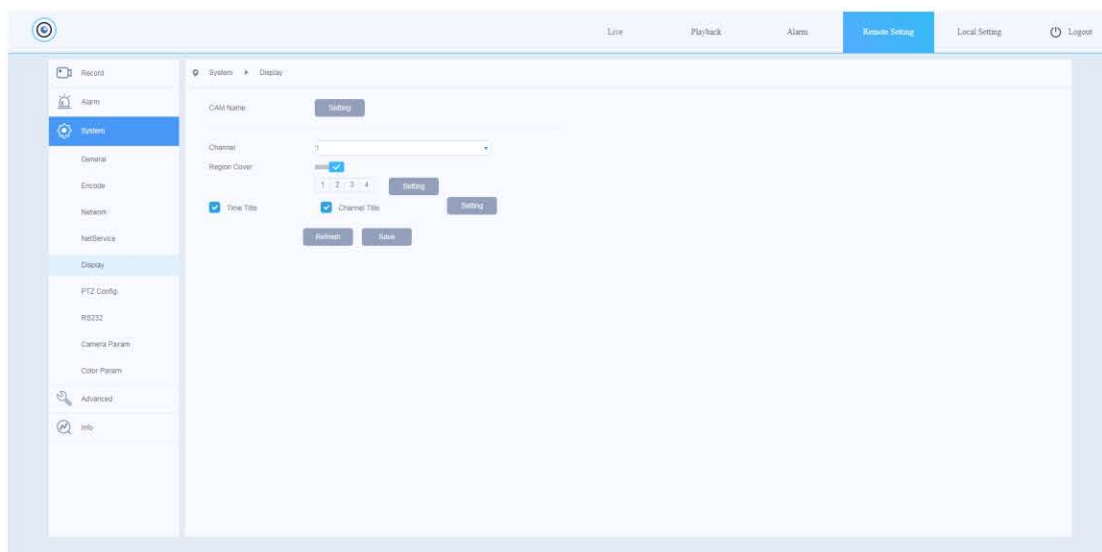 Live Playback Alarm Remote Setting Local Setting Logout
Record
System Display
Alarm
CAM Name Setting
System
Channel 1
General
Region Cover
Encode
1 2 3 4 Setting
Network
Time Title Channel Title Setting
NetService
Refresh Save
Display
PTZ Config
RS232
Camera Param
Color Param
Advanced
Info